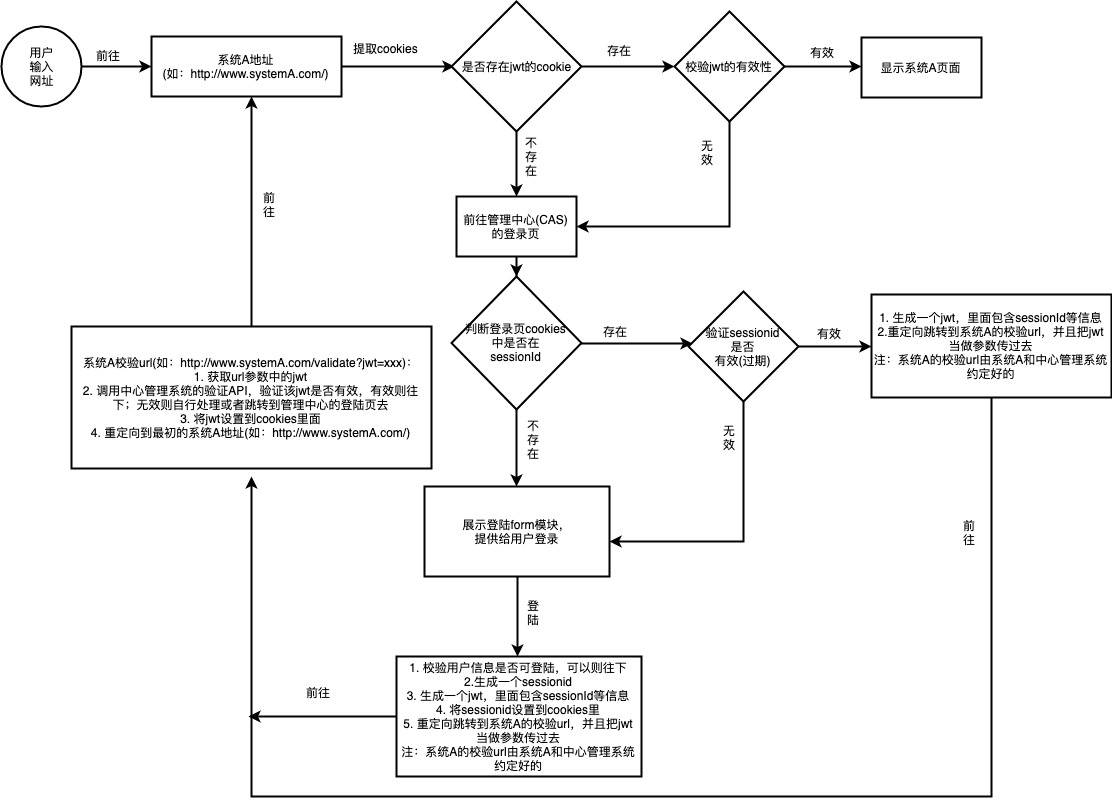 用户
输入
网址
前往
系统A地址
(如：http://www.systemA.com/)
提取cookies
是否存在jwt的cookie
存在
校验jwt的有效性
有效
显示系统A页面
不
存
在
无
效
前
往
前往管理中心(CAS)
的登录页
判断登录页cookies
中是否在
sessionId
存在
验证sessionid
是否
有效(过期)
有效
1. 生成一个jwt，里面包含sessionId等信息
2.重定向跳转到系统A的校验url，并且把jwt
当做参数传过去
注：系统A的校验url由系统A和中心管理系统
约定好的
系统A校验url(如：http://www.systemA.com/validate?jwt=xxx)：
1. 获取url参数中的jwt
2. 调用中心管理系统的验证API，验证该jwt是否有效，有效则往
下；无效则自行处理或者跳转到管理中心的登陆页去
3. 将jwt设置到cookies里面
4. 重定向到最初的系统A地址(如：http://www.systemA.com/)
不
存
在
无
效
展示登陆form模块，
提供给用户登录
前
往
登
陆
1. 校验用户信息是否可登陆，可以则往下
2.生成一个sessionid
3. 生成一个jwt，里面包含sessionId等信息
4. 将sessionid设置到cookies里
5. 重定向跳转到系统A的校验url，并且把jwt
当做参数传过去
注：系统A的校验url由系统A和中心管理系统
约定好的
前往